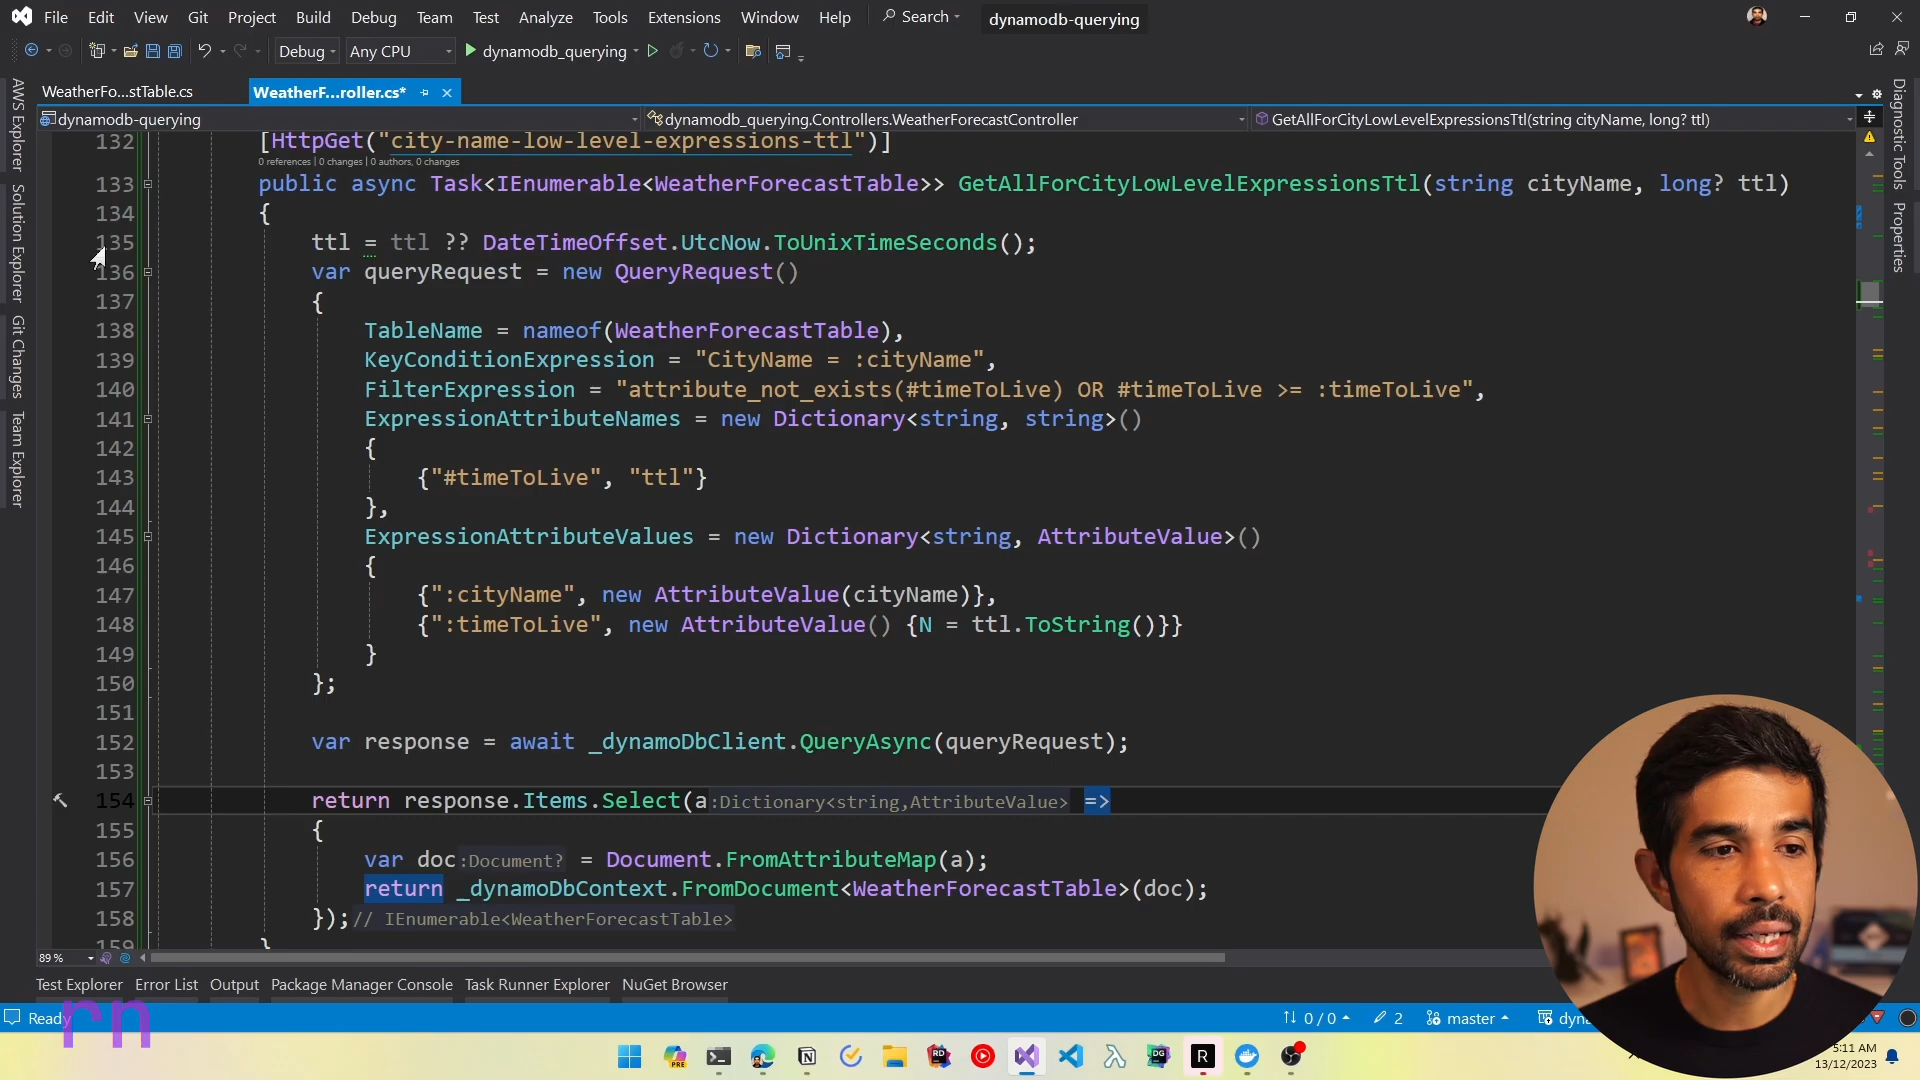 File Edit View Git Project Build Debug Team Test Analyze Tools Extensions Window Help Search dynamodb-querying
Debug Any CPU dynamodb_querying
WeatherFo...stTable.cs WeatherF...roller.cs*
dynamodb-querying dynamodb_querying.Controllers.WeatherForecastController GetAllForCityLowLevelExpressionsTtl(string cityName, long? ttl)
AWS Explorer
Solution Explorer
Git Changes
Team Explorer
Diagnostic Tools
Properties
132 [HttpGet("city-name-low-level-expressions-ttl")]
0 references | 0 changes | 0 authors, 0 changes
133 public async Task<IEnumerable<WeatherForecastTable>> GetAllForCityLowLevelExpressionsTtl(string cityName, long? ttl)
134 {
135 ttl = ttl ?? DateTimeOffset.UtcNow.ToUnixTimeSeconds();
136 var queryRequest = new QueryRequest()
137 {
138 TableName = nameof(WeatherForecastTable),
139 KeyConditionExpression = "CityName = :cityName",
140 FilterExpression = "attribute_not_exists(#timeToLive) OR #timeToLive >= :timeToLive",
141 ExpressionAttributeNames = new Dictionary<string, string>()
142 {
143 {"#timeToLive", "ttl"}
144 },
145 ExpressionAttributeValues = new Dictionary<string, AttributeValue>()
146 {
147 {":cityName", new AttributeValue(cityName)},
148 {":timeToLive", new AttributeValue() {N = ttl.ToString()}}
149 }
150 };
151
152 var response = await _dynamoDbClient.QueryAsync(queryRequest);
153
154 return response.Items.Select(a:Dictionary<string,AttributeValue> =>
155 {
156 var doc:Document? = Document.FromAttributeMap(a);
157 return _dynamoDbContext.FromDocument<WeatherForecastTable>(doc);
158 });// IEnumerable<WeatherForecastTable>
159 }
89 %
Test Explorer Error List Output Package Manager Console Task Runner Explorer NuGet Browser
Ready 0 / 0 2 master
rn
PRE RD DG R
5:11 AM
13/12/2023